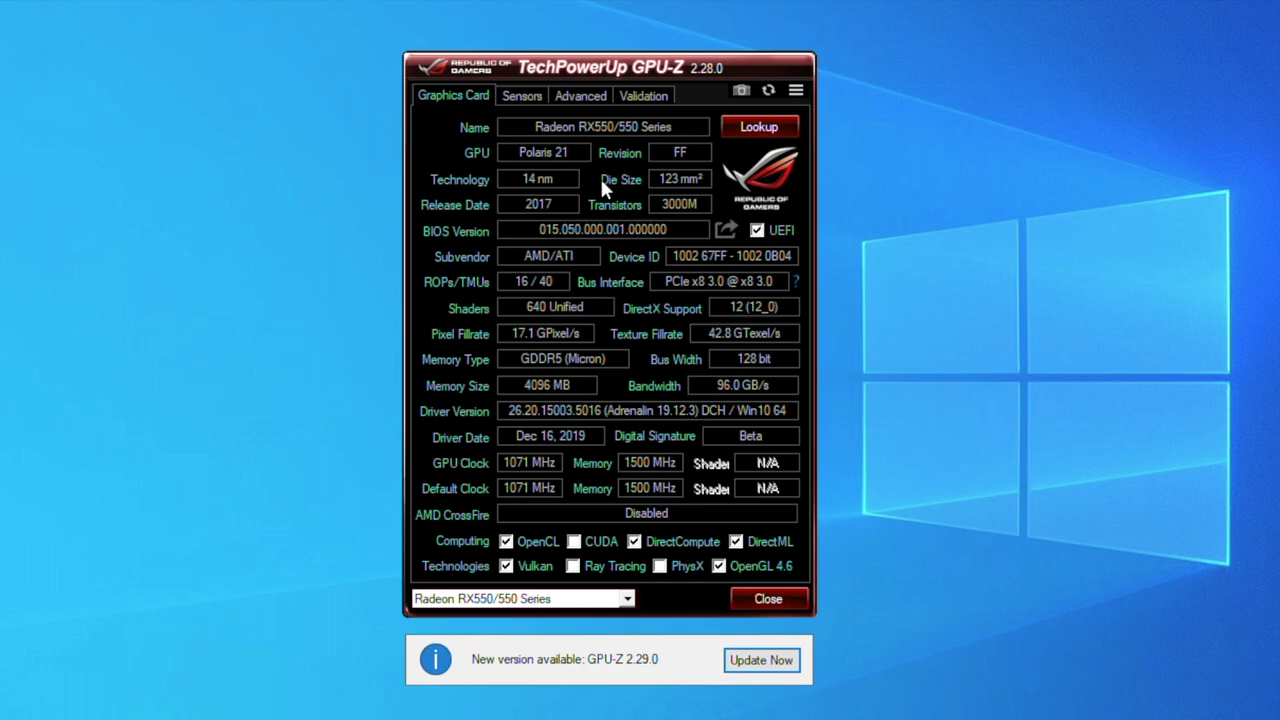 REPUBLIC OF GAMERS TechPowerUp GPU-Z 2.28.0
Graphics Card Sensors Advanced Validation
Name Radeon RX550/550 Series Lookup
GPU Polaris 21 Revision FF
Technology 14 nm Die Size 123 mm²
REPUBLIC OF GAMERS
Release Date 2017 Transistors 3000M
BIOS Version 015.050.000.001.000000 UEFI
Subvendor AMD/ATI Device ID 1002 67FF - 1002 0B04
ROPs/TMUs 16 / 40 Bus Interface PCIe x8 3.0 @ x8 3.0 ?
Shaders 640 Unified DirectX Support 12 (12_0)
Pixel Fillrate 17.1 GPixel/s Texture Fillrate 42.8 GTexel/s
Memory Type GDDR5 (Micron) Bus Width 128 bit
Memory Size 4096 MB Bandwidth 96.0 GB/s
Driver Version 26.20.15003.5016 (Adrenalin 19.12.3) DCH / Win10 64
Driver Date Dec 16, 2019 Digital Signature Beta
GPU Clock 1071 MHz Memory 1500 MHz Shader N/A
Default Clock 1071 MHz Memory 1500 MHz Shader N/A
AMD CrossFire Disabled
Computing OpenCL CUDA DirectCompute DirectML
Technologies Vulkan Ray Tracing PhysX OpenGL 4.6
Radeon RX550/550 Series Close
New version available: GPU-Z 2.29.0 Update Now